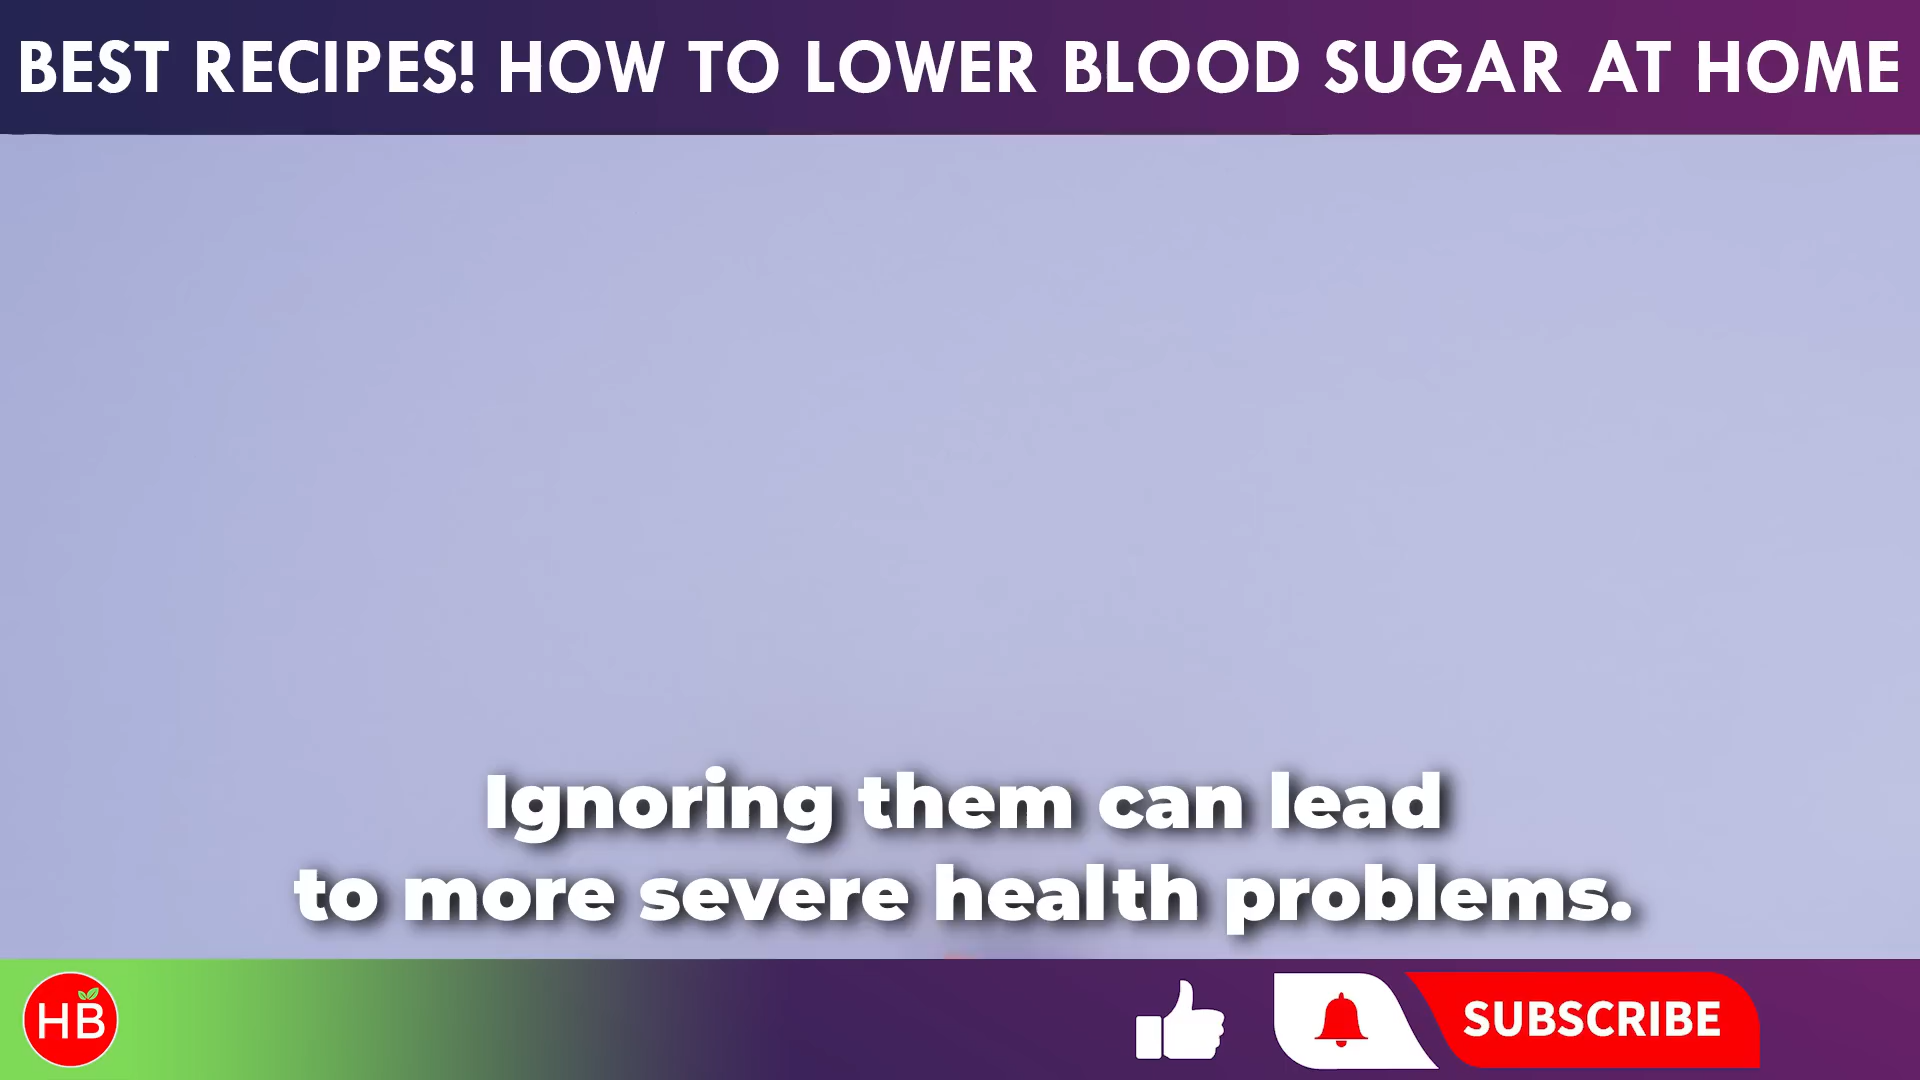 BEST RECIPES! HOW TO LOWER BLOOD SUGAR AT HOME
Ignoring them can lead
to more severe health problems.
HB
SUBSCRIBE